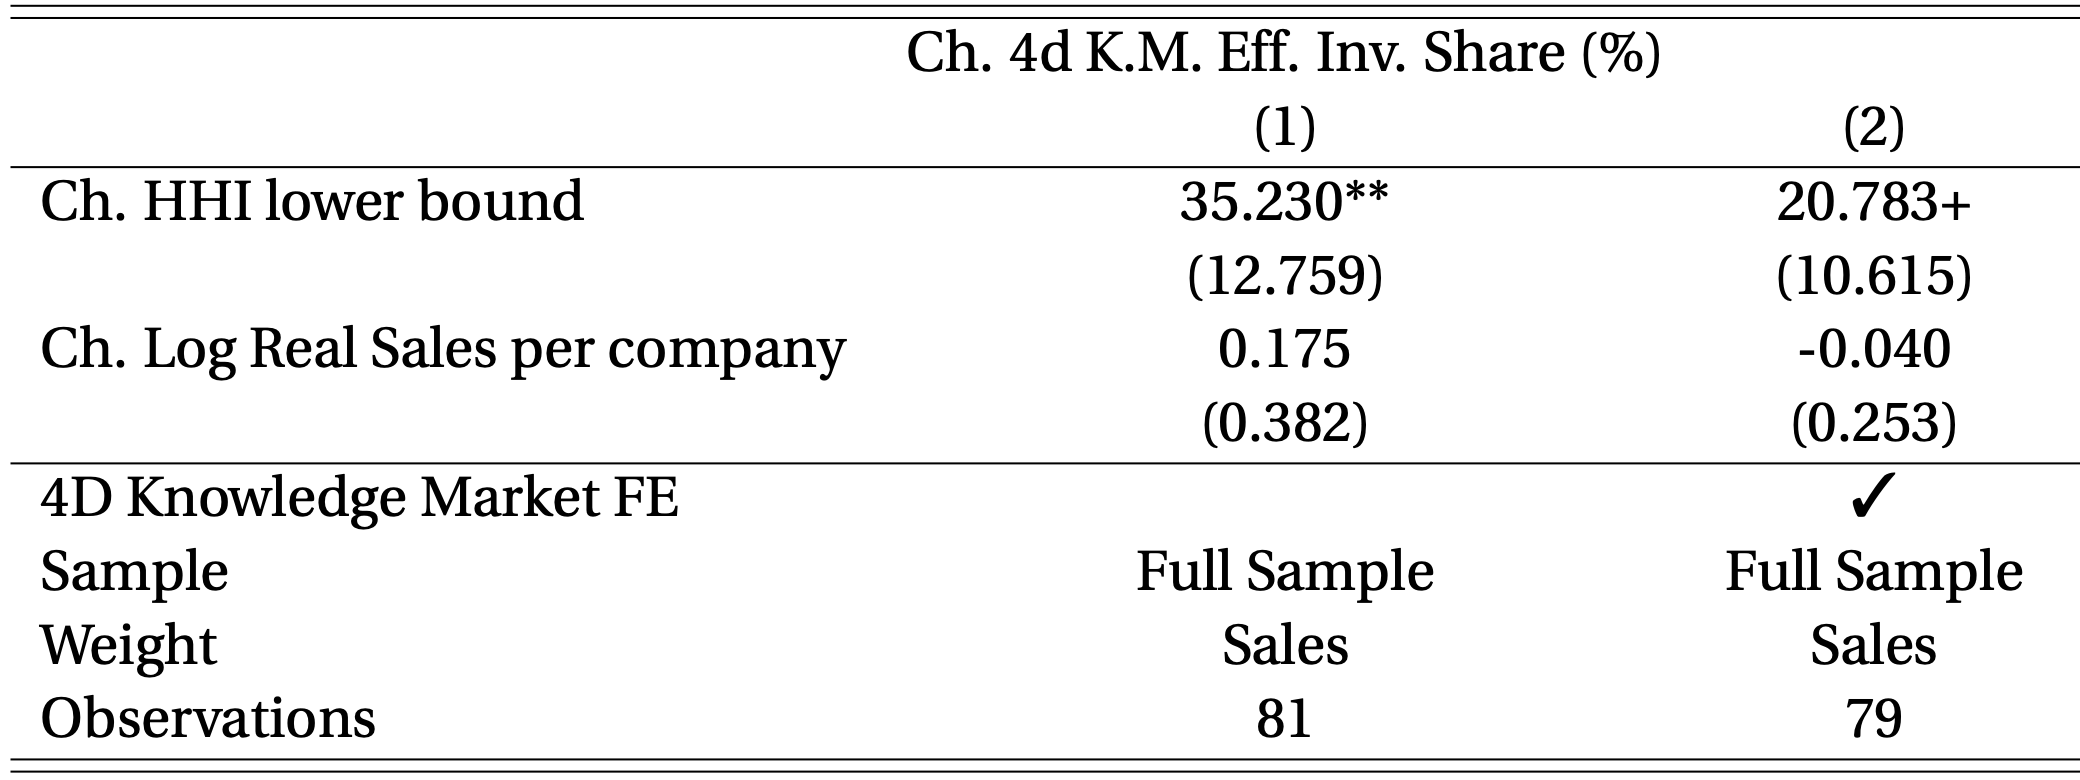 Ch. 4d K.M. Eff. Inv. Share (%)
(1) (2)
Ch. HHI lower bound 35.230** 20.783+
(12.759) (10.615)
Ch. Log Real Sales per company 0.175 -0.040
(0.382) (0.253)
4D Knowledge Market FE ✓
Sample Full Sample Full Sample
Weight Sales Sales
Observations 81 79